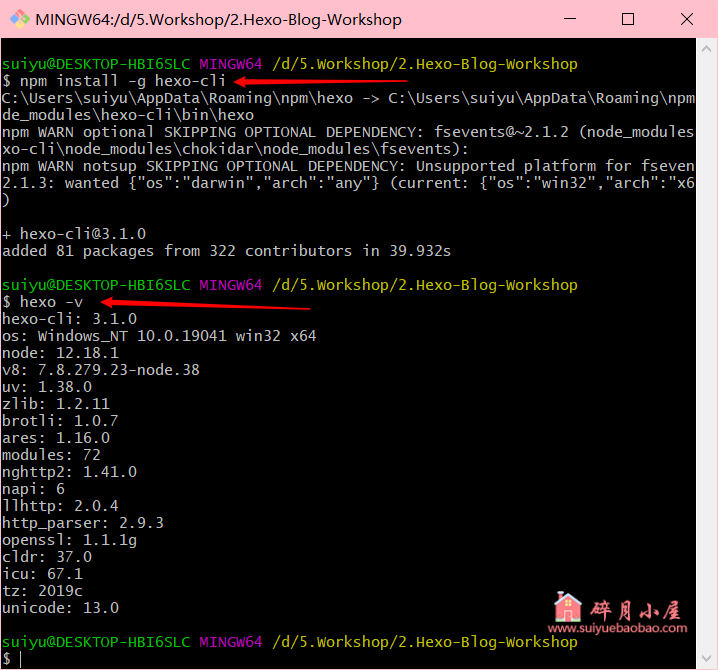 MINGW64:/d/5.Workshop/2.Hexo-Blog-Workshop
suiyu@DESKTOP-HBI6SLC MINGW64 /d/5.Workshop/2.Hexo-Blog-Workshop
$ npm install -g hexo-cli
C:\Users\suiyu\AppData\Roaming\npm\hexo -> C:\Users\suiyu\AppData\Roaming\npm
de_modules\hexo-cli\bin\hexo
npm WARN optional SKIPPING OPTIONAL DEPENDENCY: fsevents@~2.1.2 (node_modules
xo-cli\node_modules\chokidar\node_modules\fsevents):
npm WARN notsup SKIPPING OPTIONAL DEPENDENCY: Unsupported platform for fseven
2.1.3: wanted {"os":"darwin","arch":"any"} (current: {"os":"win32","arch":"x6
)
+ hexo-cli@3.1.0
added 81 packages from 322 contributors in 39.932s
suiyu@DESKTOP-HBI6SLC MINGW64 /d/5.Workshop/2.Hexo-Blog-Workshop
$ hexo -v
hexo-cli: 3.1.0
os: Windows_NT 10.0.19041 win32 x64
node: 12.18.1
v8: 7.8.279.23-node.38
uv: 1.38.0
zlib: 1.2.11
brotli: 1.0.7
ares: 1.16.0
modules: 72
nghttp2: 1.41.0
napi: 6
llhttp: 2.0.4
http_parser: 2.9.3
openssl: 1.1.1g
cldr: 37.0
icu: 67.1
tz: 2019c
unicode: 13.0
碎月小屋
www.suiyuebaobao.com
suiyu@DESKTOP-HBI6SLC MINGW64 /d/5.Workshop/2.Hexo-Blog-Workshop
$